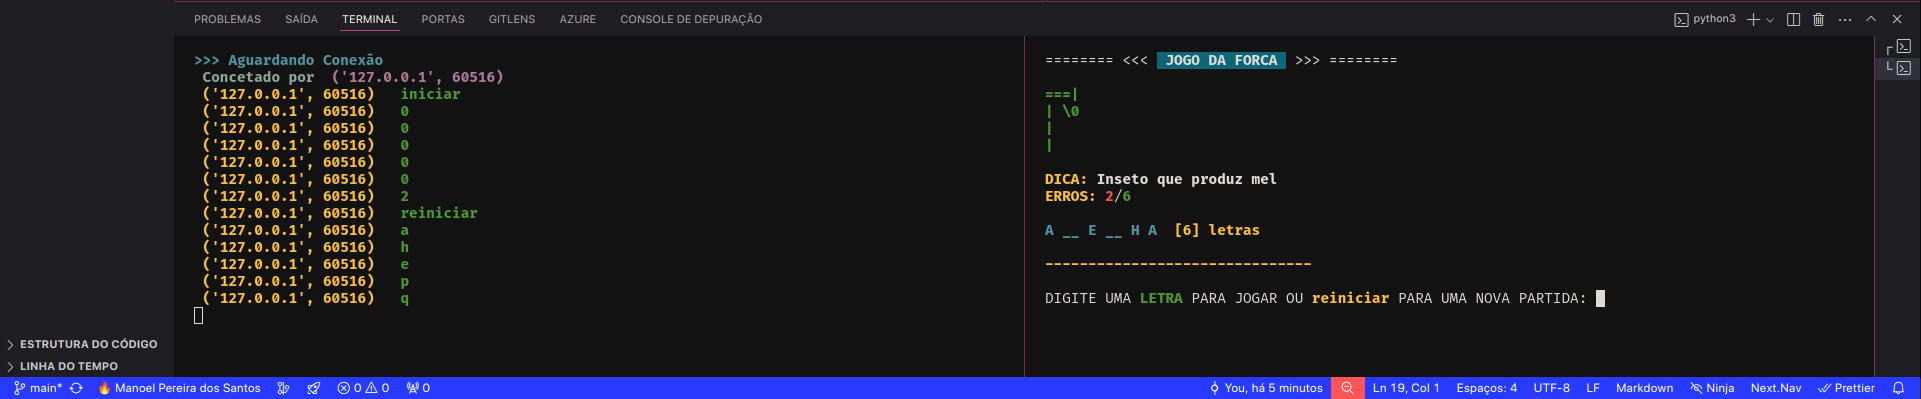 PROBLEMAS SAÍDA TERMINAL PORTAS GITLENS AZURE CONSOLE DE DEPURAÇÃO python3
>>> Aguardando Conexão
Concetado por ('127.0.0.1', 60516)
('127.0.0.1', 60516) iniciar
('127.0.0.1', 60516) 0
('127.0.0.1', 60516) 0
('127.0.0.1', 60516) 0
('127.0.0.1', 60516) 0
('127.0.0.1', 60516) 0
('127.0.0.1', 60516) 2
('127.0.0.1', 60516) reiniciar
('127.0.0.1', 60516) a
('127.0.0.1', 60516) h
('127.0.0.1', 60516) e
('127.0.0.1', 60516) p
('127.0.0.1', 60516) q
======== <<< JOGO DA FORCA >>> ========
===|
| \0
|
|
DICA: Inseto que produz mel
ERROS: 2/6
A __ E __ H A [6] letras
-------------------------------
DIGITE UMA LETRA PARA JOGAR OU reiniciar PARA UMA NOVA PARTIDA:
ESTRUTURA DO CÓDIGO
LINHA DO TEMPO
main* Manoel Pereira dos Santos 0 0 0 You, há 5 minutos Ln 19, Col 1 Espaços: 4 UTF-8 LF Markdown Ninja Next.Nav Prettier